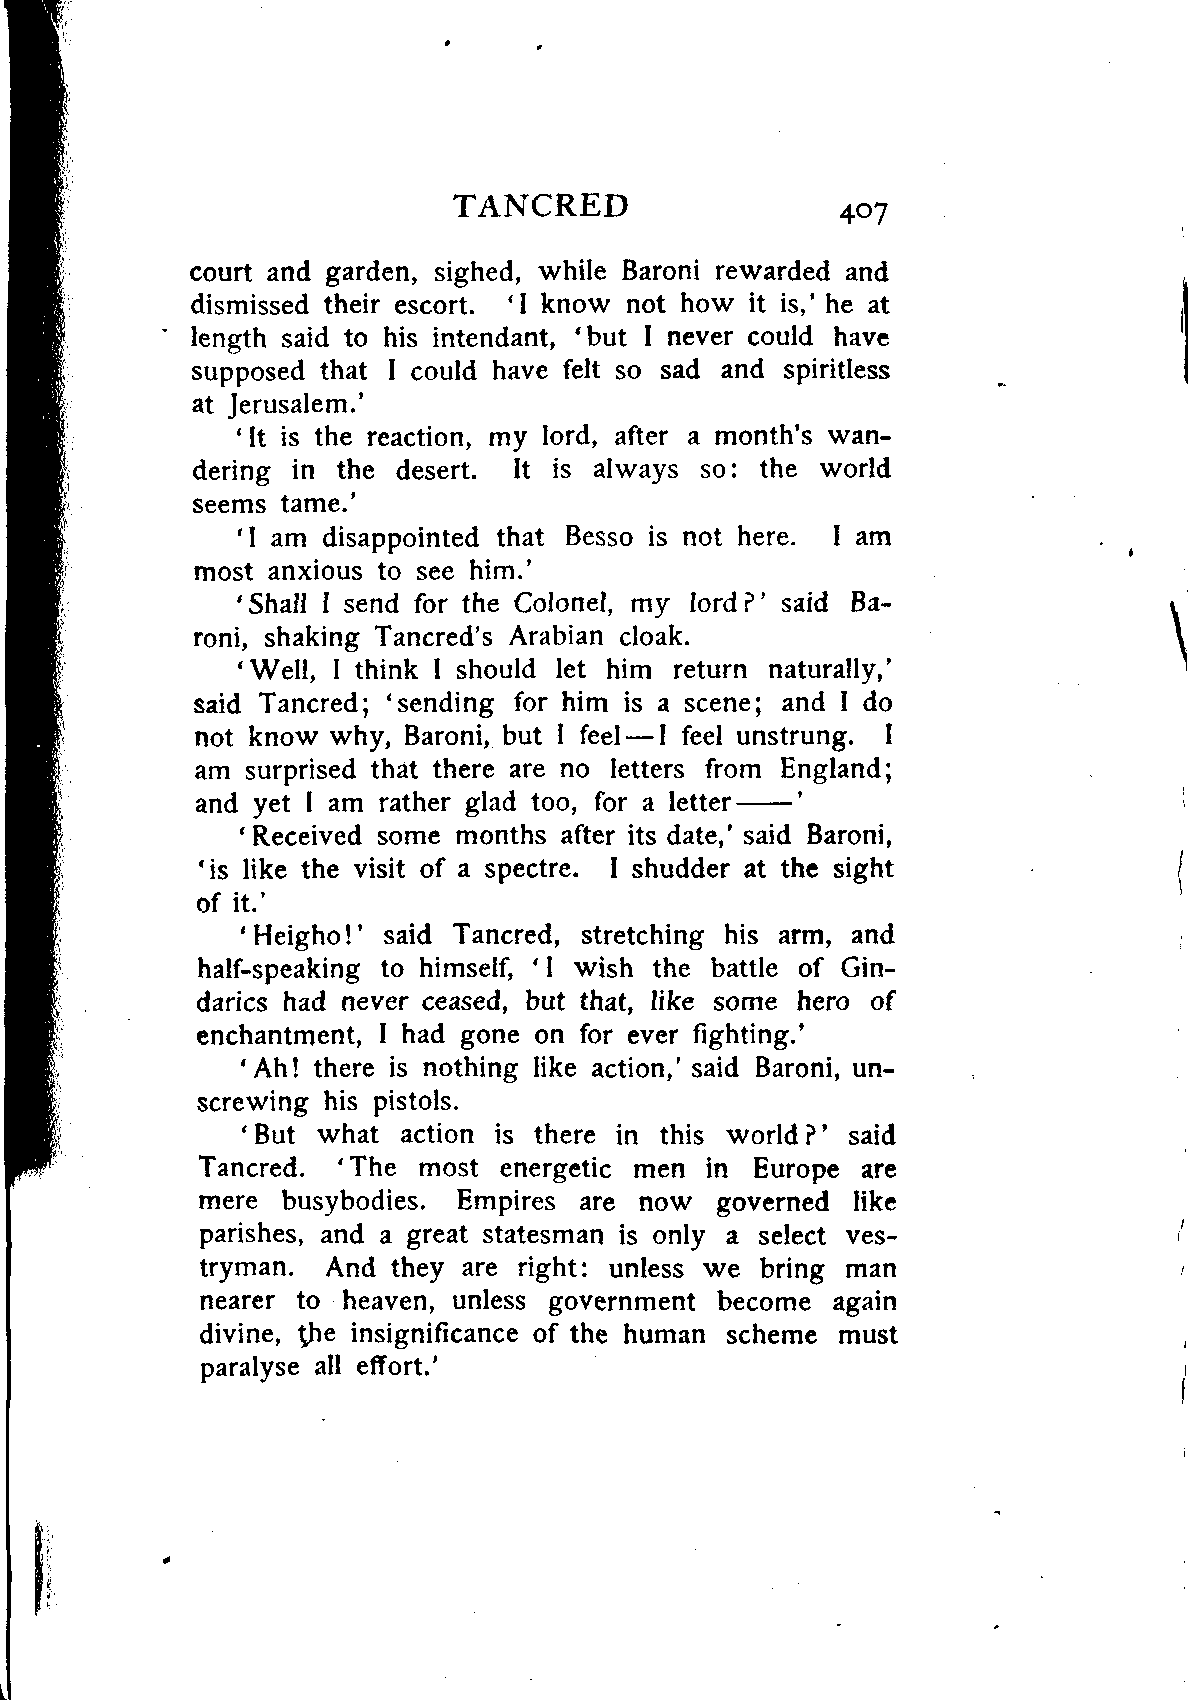 TANCRED 407
court and garden, sighed, while Baroni rewarded and
dismissed their escort. ‘I know not how it is,’ he at
length said to his intendant, ‘but I never could have
supposed that I could have felt so sad and spiritless
at Jerusalem.’
‘It is the reaction, my lord, after a month's wan-
dering in the desert. It is always so: the world
seems tame.’
‘I am disappointed that Besso is not here. I am
most anxious to see him.’
‘Shall I send for the Colonel, my lord?’ said Ba-
roni, shaking Tancred’s Arabian cloak.
‘Well, I think I should let him return naturally,’
said Tancred; ‘sending for him is a scene; and I do
not know why, Baroni, but I feel—I feel unstrung. I
am surprised that there are no letters from England;
and yet I am rather glad too, for a letter——’
‘Received some months after its date,’ said Baroni,
‘is like the visit of a spectre. I shudder at the sight
of it.’
‘Heigho!’ said Tancred, stretching his arm, and
half-speaking to himself, ‘I wish the battle of Gin-
darics had never ceased, but that, like some hero of
enchantment, I had gone on for ever fighting.’
‘Ah! there is nothing like action,’ said Baroni, un-
screwing his pistols.
‘But what action is there in this world?’ said
Tancred. ‘The most energetic men in Europe are
mere busybodies. Empires are now governed like
parishes, and a great statesman is only a select ves-
tryman. And they are right: unless we bring man
nearer to heaven, unless government become again
divine, the insignificance of the human scheme must
paralyse all effort.’